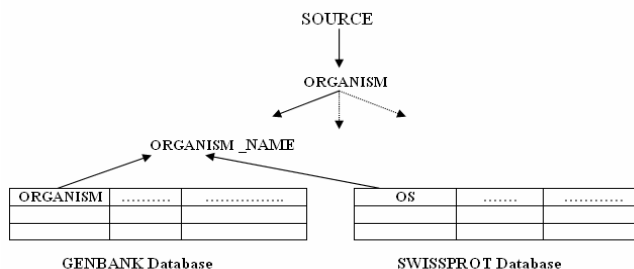 SOURCE
ORGANISM
ORGANISM _NAME
ORGANISM .......... ...............
OS ....... ...........
GENBANK Database
SWISSPROT Database